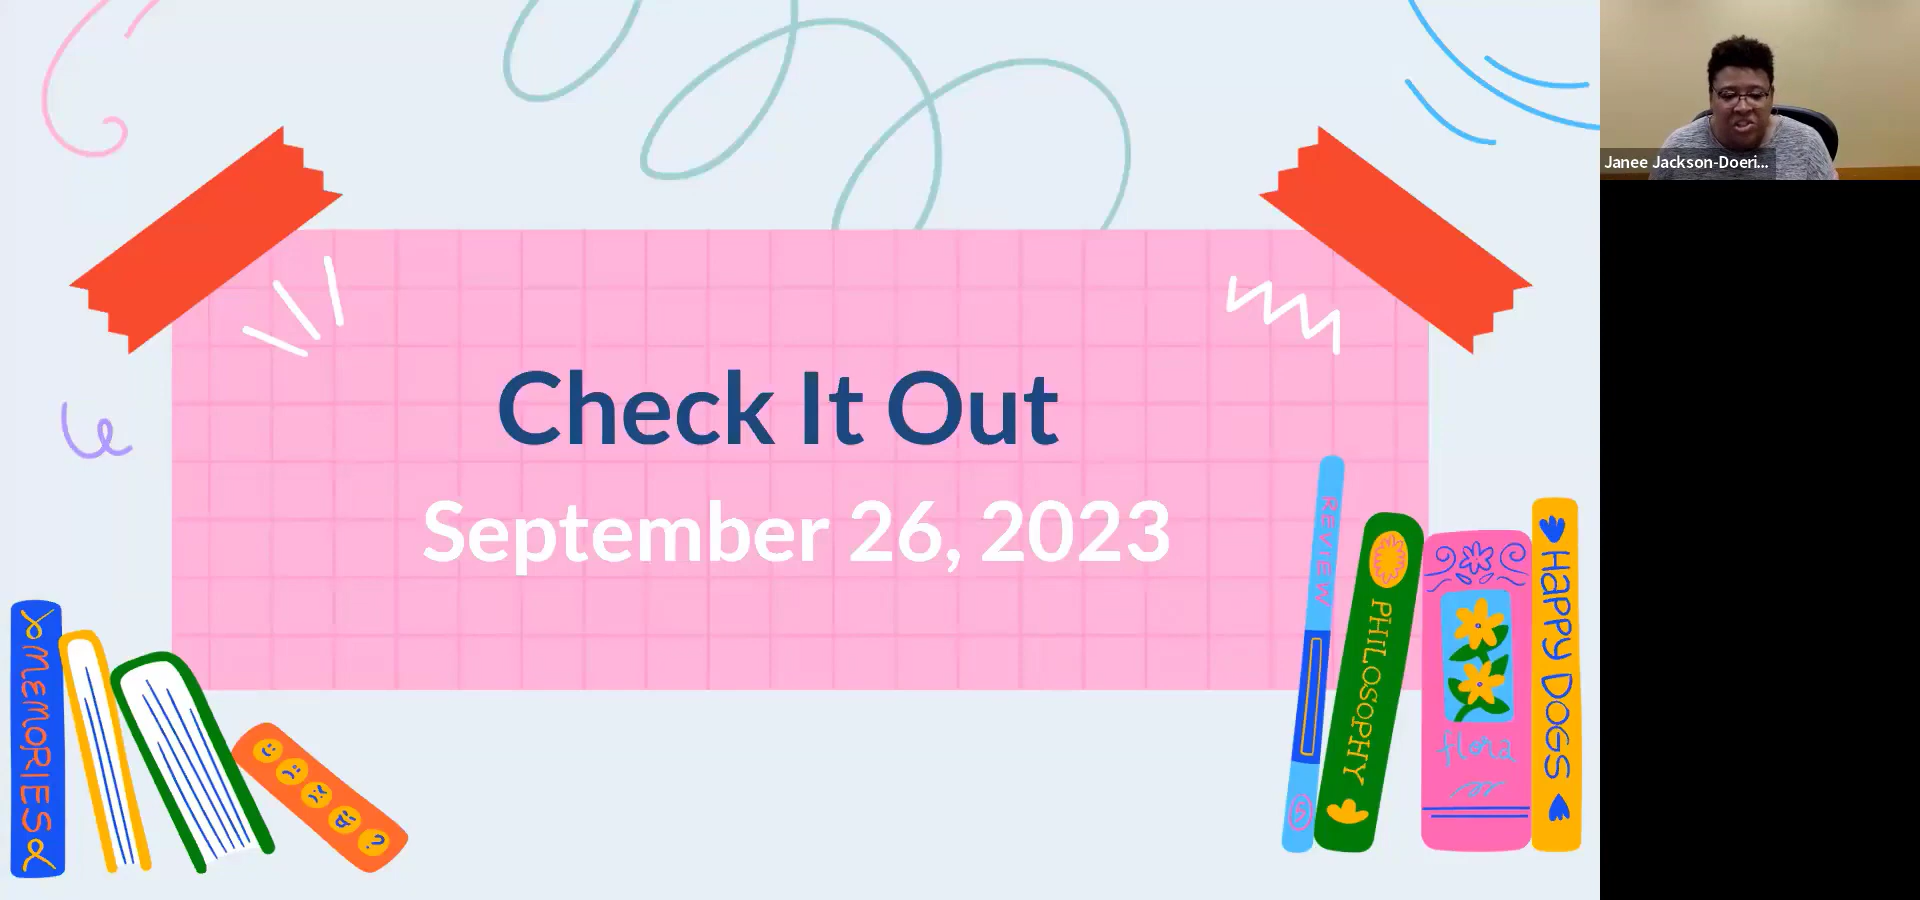 Check It Out
September 26, 2023
Janee Jackson-Doeri...
MEMORIES
REVIEW
PHILOSOPHY
flora
HAPPY DOGS